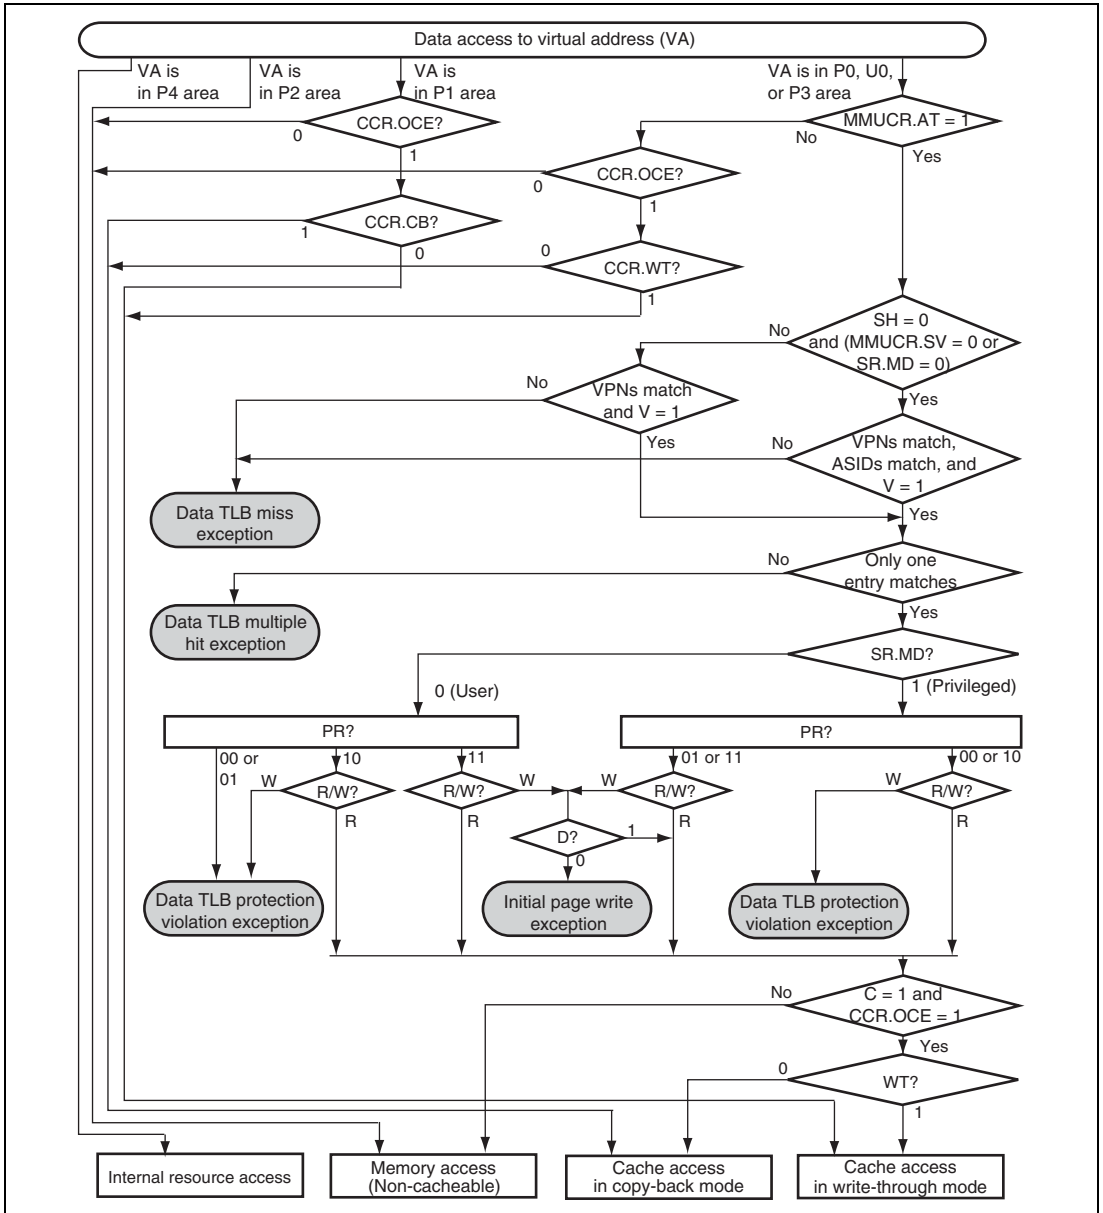 Data access to virtual address (VA)
VA is
in P4 area
VA is
in P2 area
VA is
in P1 area
VA is in P0, U0,
or P3 area
CCR.OCE?
0
1
MMUCR.AT = 1
No
Yes
CCR.OCE?
0
1
CCR.CB?
1
0
CCR.WT?
0
1
SH = 0
and (MMUCR.SV = 0 or
SR.MD = 0)
No
Yes
VPNs match
and V = 1
No
Yes
VPNs match,
ASIDs match, and
V = 1
No
Yes
Data TLB miss
exception
Only one
entry matches
No
Yes
Data TLB multiple
hit exception
SR.MD?
0 (User)
1 (Privileged)
PR?
PR?
00 or
01
10
11
01 or 11
00 or 10
W
R/W?
R
R/W?
W
R
W
R/W?
R
W
R/W?
R
D?
1
0
Data TLB protection
violation exception
Initial page write
exception
Data TLB protection
violation exception
C = 1 and
CCR.OCE = 1
No
Yes
WT?
0
1
Internal resource access
Memory access
(Non-cacheable)
Cache access
in copy-back mode
Cache access
in write-through mode